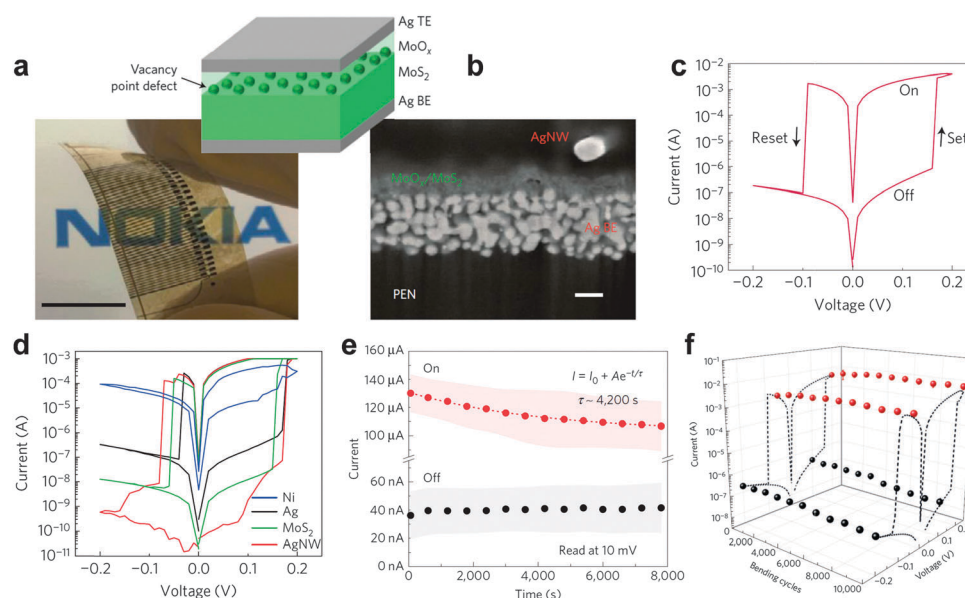 a
Ag TE
MoOₓ
MoS₂
Ag BE
Vacancy
point defect
NOKIA
b
AgNW
MoOₓ/MoS₂
Ag BE
PEN
c
10⁻²
10⁻³
10⁻⁴
10⁻⁵
10⁻⁶
10⁻⁷
10⁻⁸
10⁻⁹
10⁻¹⁰
Current (A)
On
Reset
Set
Off
−0.2 −0.1 0.0 0.1 0.2
Voltage (V)
d
10⁻³
10⁻⁴
10⁻⁵
10⁻⁶
10⁻⁷
10⁻⁸
10⁻⁹
10⁻¹⁰
10⁻¹¹
Current (A)
Ni
Ag
MoS₂
AgNW
−0.2 −0.1 0.0 0.1 0.2
Voltage (V)
e
160 μA
140 μA
120 μA
100 μA
60 nA
40 nA
20 nA
0 nA
Current
On
I = I₀ + Ae⁻ᵗ/τ
τ ~ 4,200 s
Off
Read at 10 mV
0 2,000 4,000 6,000 8,000
Time (s)
f
10⁻¹
10⁻²
10⁻³
10⁻⁴
10⁻⁵
10⁻⁶
10⁻⁷
10⁻⁸
Current (A)
2,000 4,000 6,000 8,000 10,000
Bending cycles
−0.2 −0.1 0.0 0.1
Voltage (V)